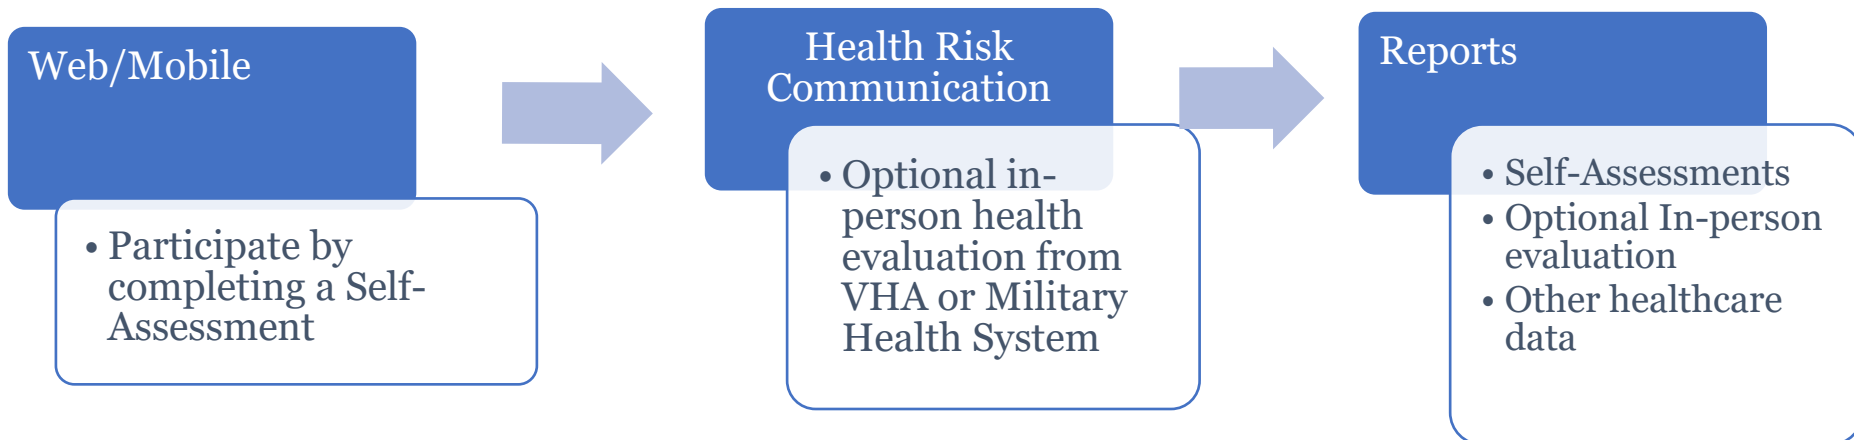 Web/Mobile
• Participate by
completing a Self-
Assessment
Health Risk
Communication
• Optional in-
person health
evaluation from
VHA or Military
Health System
Reports
• Self-Assessments
• Optional In-person
evaluation
• Other healthcare
data